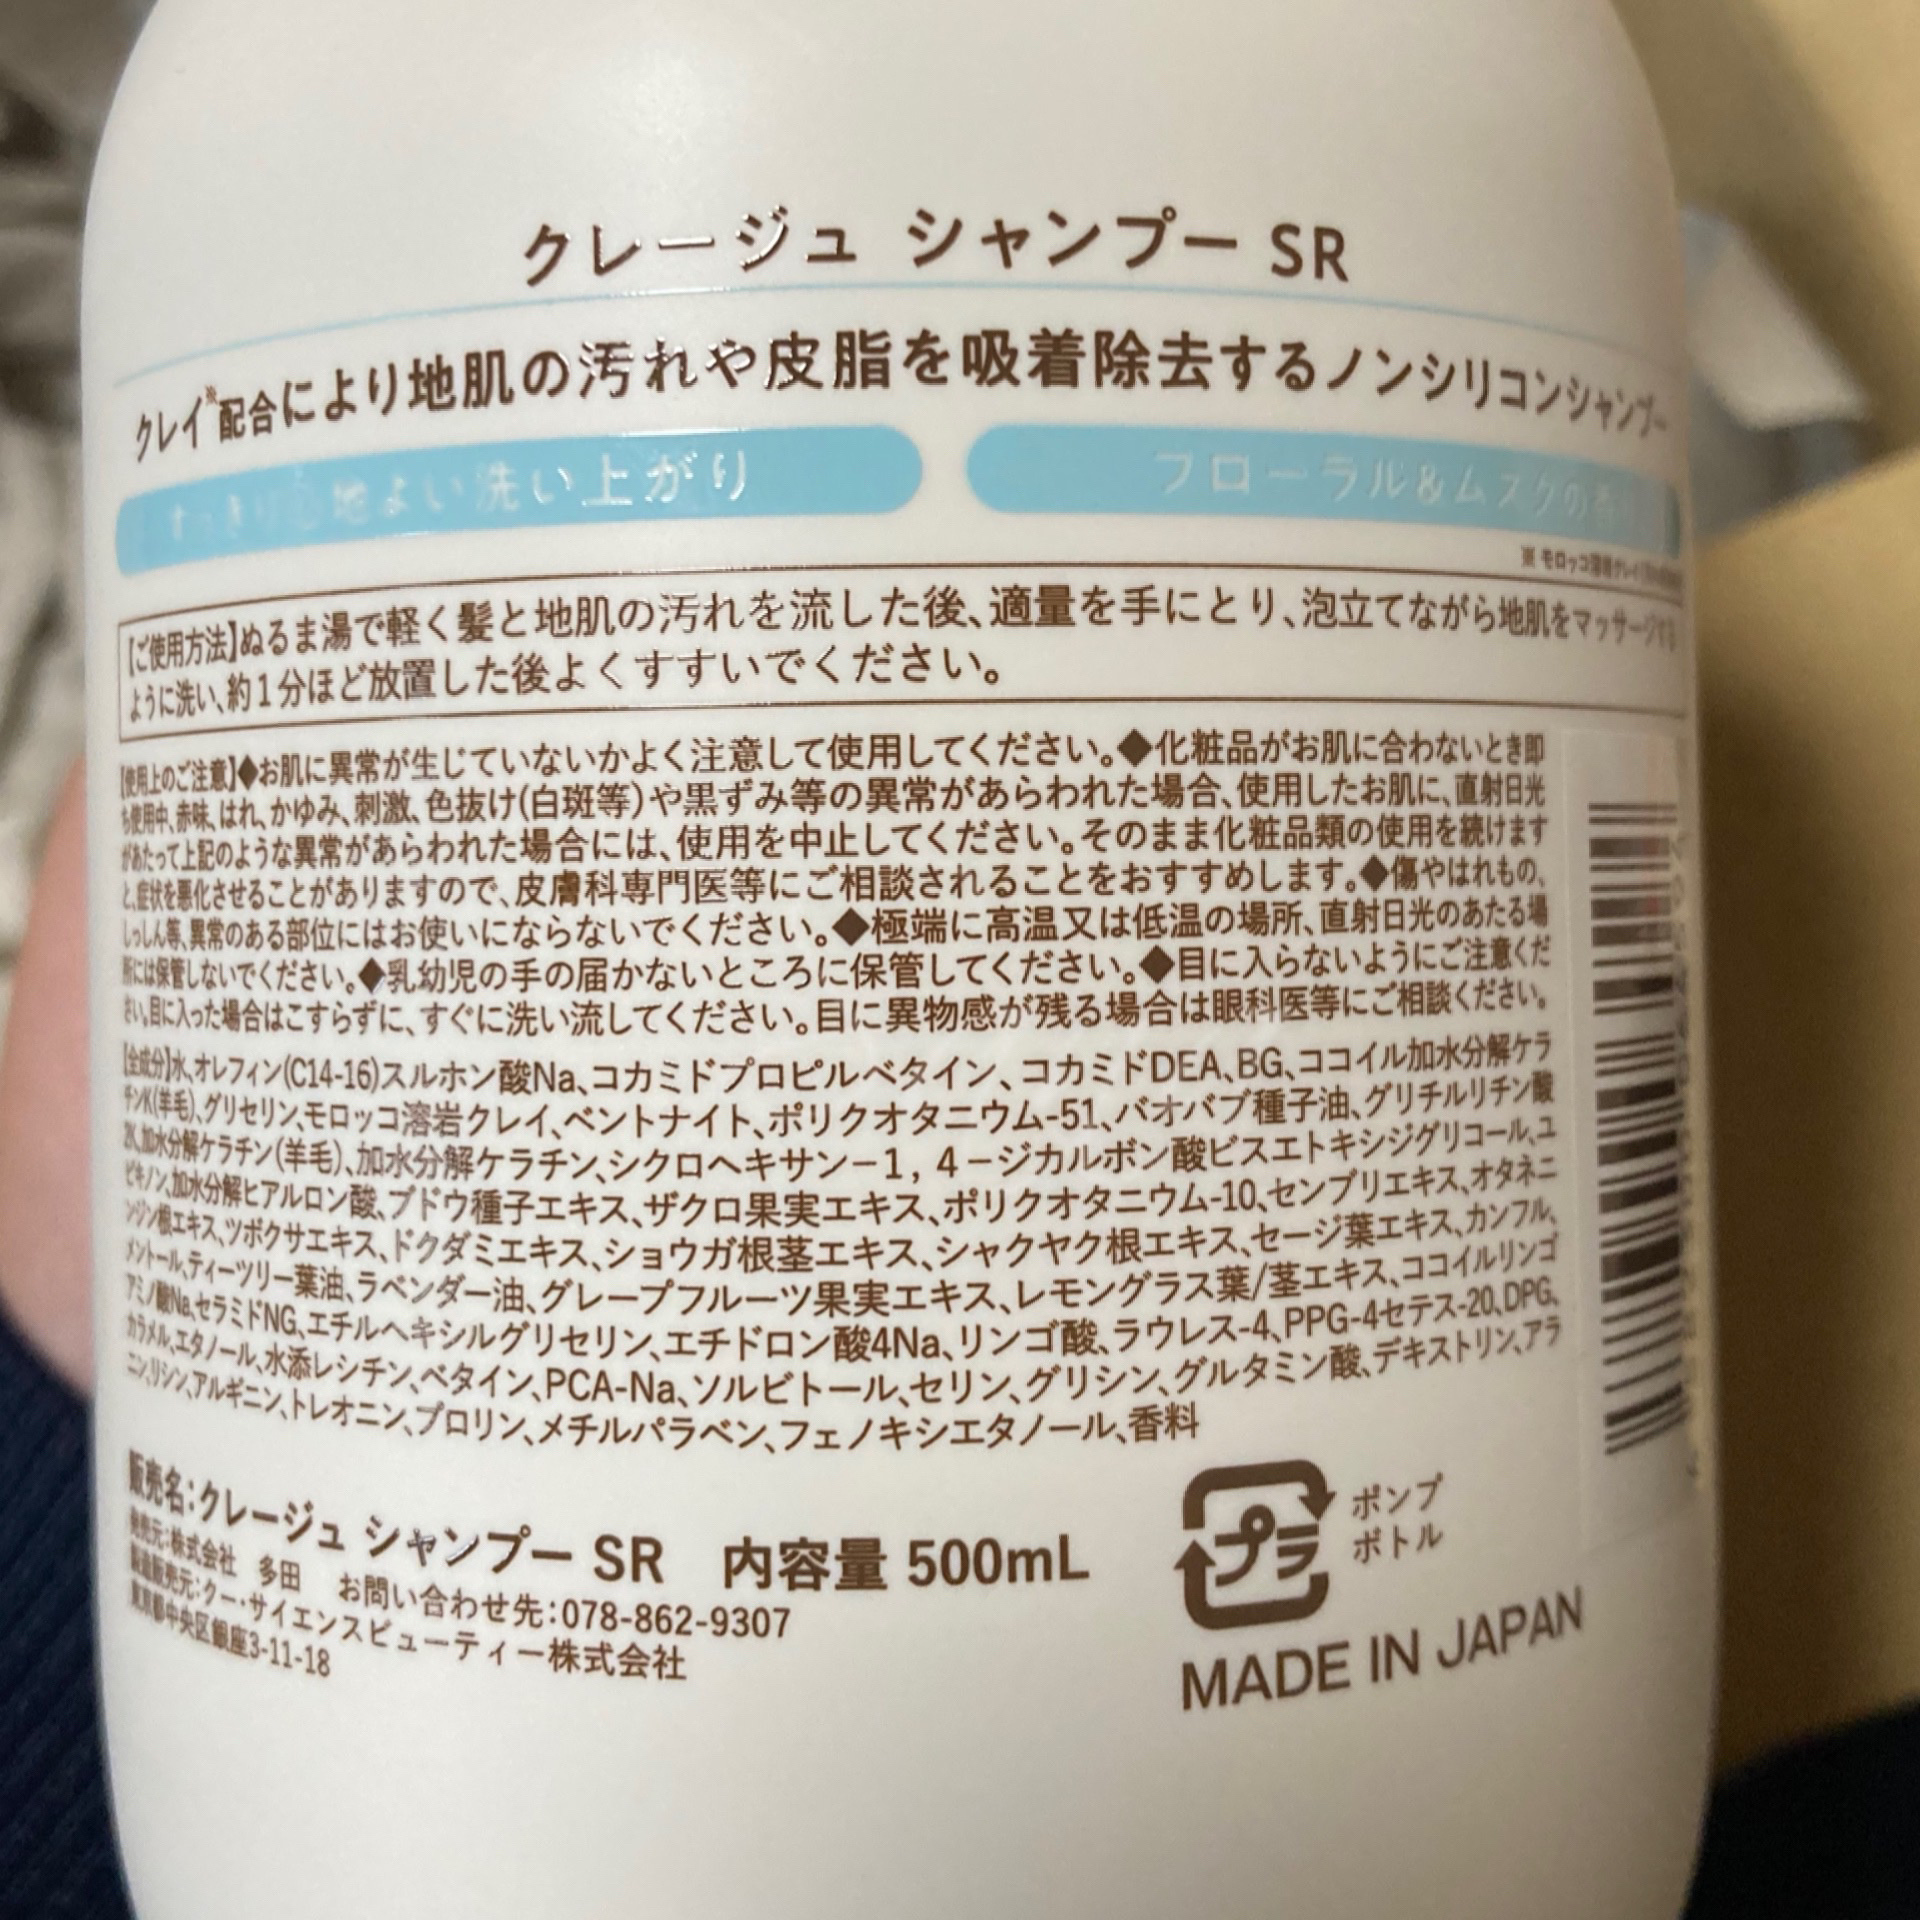 クレージュ シャンプー SR
クレイ※配合により地肌の汚れや皮脂を吸着除去するノンシリコンシャンプー
すっきり心地よい洗い上がり
フローラル&ムスクの香り
※ モロッコ溶岩クレイ
【ご使用方法】ぬるま湯で軽く髪と地肌の汚れを流した後、適量を手にとり、泡立てながら地肌をマッサージする
ように洗い、約1分ほど放置した後よくすすいでください。
【使用上のご注意】◆お肌に異常が生じていないかよく注意して使用してください。◆化粧品がお肌に合わないとき即
ち使用中、赤味、はれ、かゆみ、刺激、色抜け(白斑等)や黒ずみ等の異常があらわれた場合、使用したお肌に、直射日光
があたって上記のような異常があらわれた場合には、使用を中止してください。そのまま化粧品類の使用を続けます
と、症状を悪化させることがありますので、皮膚科専門医等にご相談されることをおすすめします。◆傷やはれもの、
しっしん等、異常のある部位にはお使いにならないでください。◆極端に高温又は低温の場所、直射日光のあたる場
所には保管しないでください。◆乳幼児の手の届かないところに保管してください。◆目に入らないようにご注意くだ
さい。目に入った場合はこすらずに、すぐに洗い流してください。目に異物感が残る場合は眼科医等にご相談ください。
【全成分】水、オレフィン(C14-16)スルホン酸Na、コカミドプロピルベタイン、コカミドDEA、BG、ココイル加水分解ケラ
チンK(羊毛)、グリセリン、モロッコ溶岩クレイ、ベントナイト、ポリクオタニウム-51、バオバブ種子油、グリチルリチン酸
2K、加水分解ケラチン(羊毛)、加水分解ケラチン、シクロヘキサン－1，4－ジカルボン酸ビスエトキシジグリコール、ユ
ビキノン、加水分解ヒアルロン酸、ブドウ種子エキス、ザクロ果実エキス、ポリクオタニウム-10、センブリエキス、オタネニ
ンジン根エキス、ツボクサエキス、ドクダミエキス、ショウガ根茎エキス、シャクヤク根エキス、セージ葉エキス、カンフル、
メントール、ティーツリー葉油、ラベンダー油、グレープフルーツ果実エキス、レモングラス葉/茎エキス、ココイルリンゴ
アミノ酸Na、セラミドNG、エチルヘキシルグリセリン、エチドロン酸4Na、リンゴ酸、ラウレス-4、PPG-4セテス-20、DPG、
カラメル、エタノール、水添レシチン、ベタイン、PCA-Na、ソルビトール、セリン、グリシン、グルタミン酸、デキストリン、アラ
ニン、リシン、アルギニン、トレオニン、プロリン、メチルパラベン、フェノキシエタノール、香料
販売名：クレージュ シャンプー SR 内容量 500mL
発売元：株式会社 多田 お問い合わせ先：078-862-9307
製造販売元：クー・サイエンスビューティー株式会社
東京都中央区銀座3-11-18
プラ
ポンプ
ボトル
MADE IN JAPAN